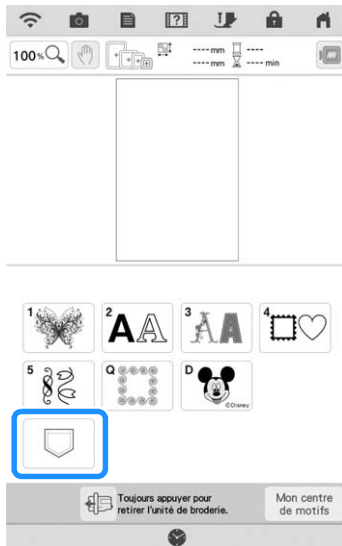 100%
---- mm ----
---- mm ---- min
1 2 AA 3 AA 4
5 Q D
©Disney
Toujours appuyer pour
retirer l'unité de broderie.
Mon centre
de motifs